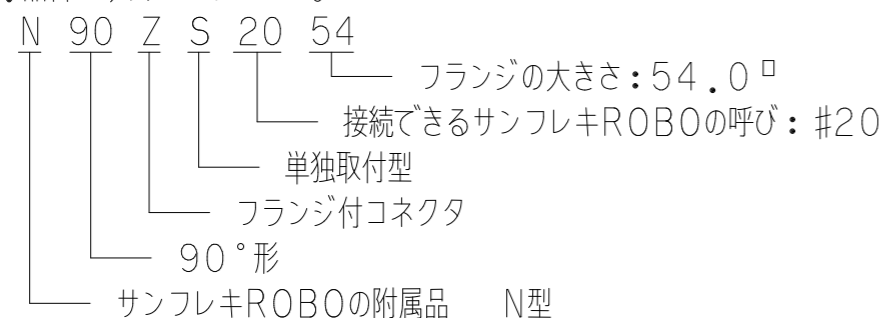 N 90 Z S 20 54
フランジの大きさ:54.0□
接続できるサンフレキROBOの呼び:♯20
単独取付型
フランジ付コネクタ
90°形
サンフレキROBOの附属品 N型